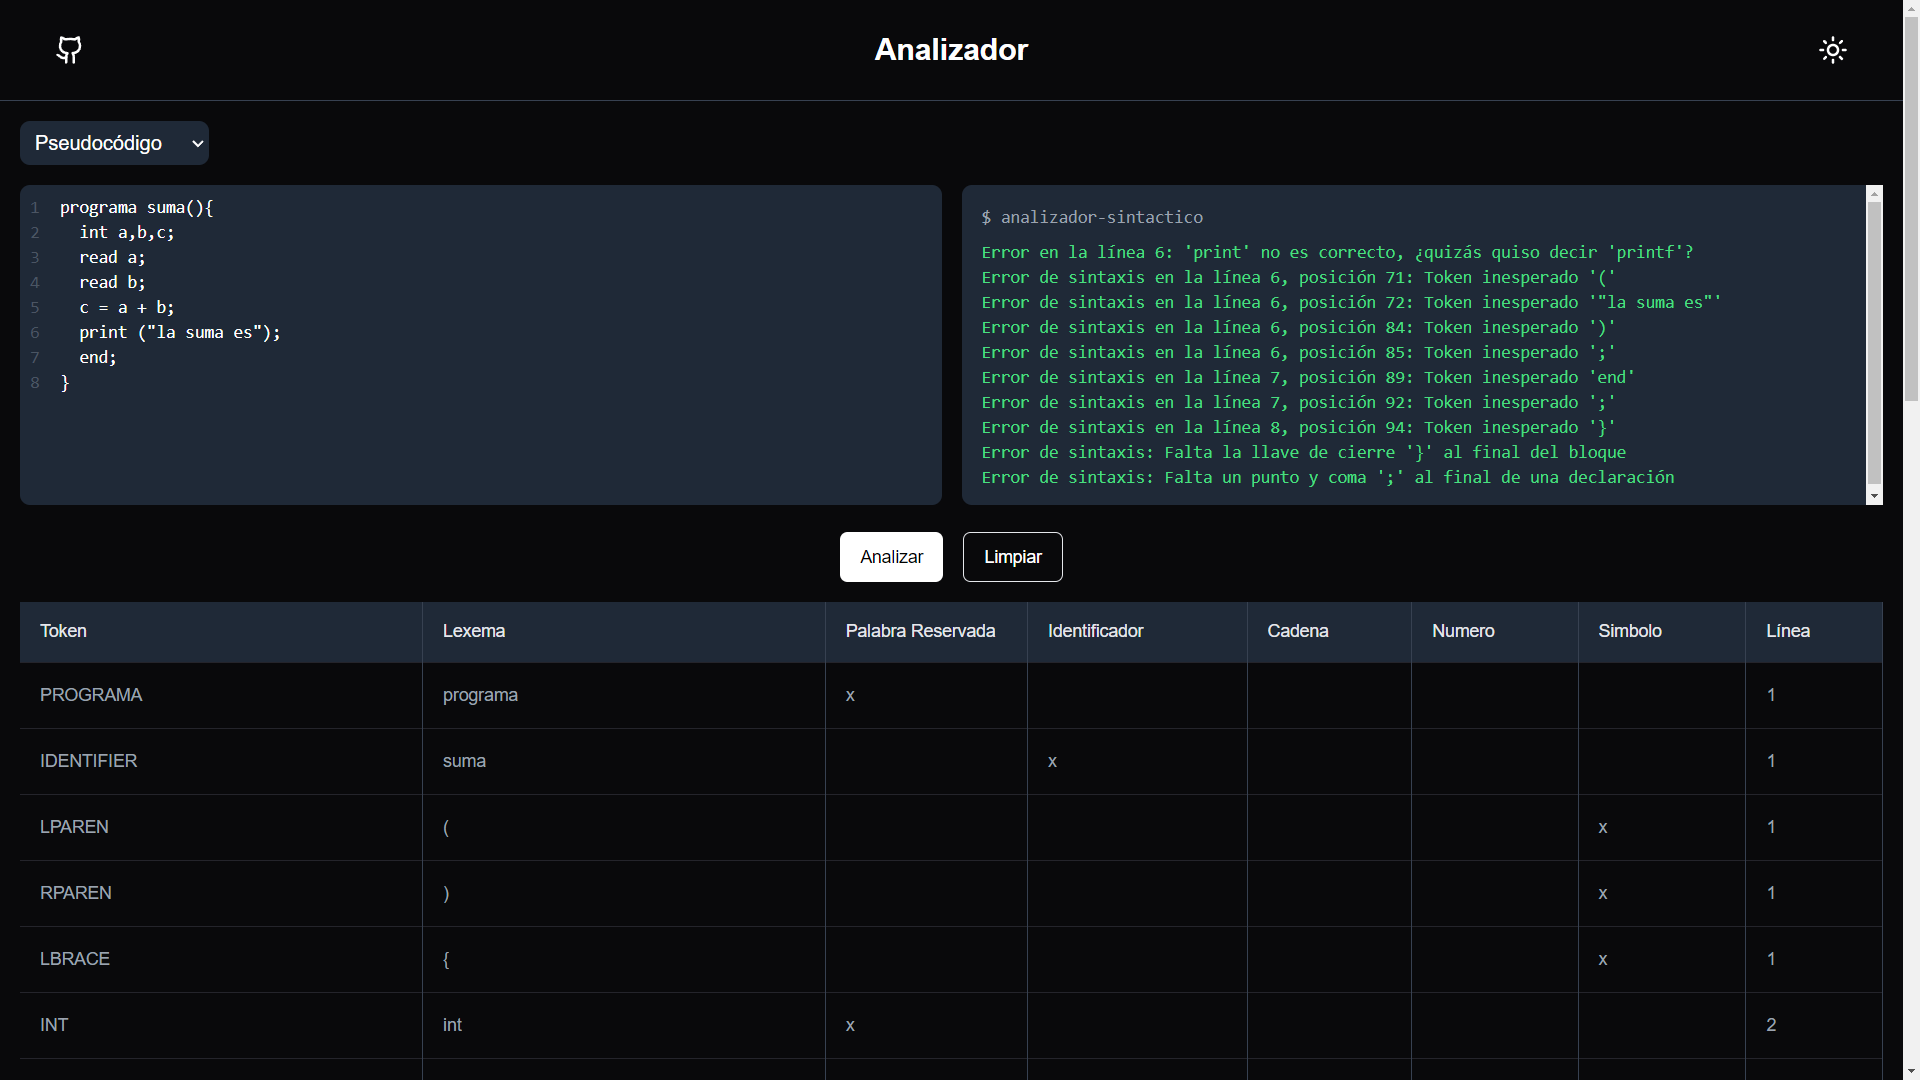 Analizador
Pseudocódigo
1 programa suma(){
2 int a,b,c;
3 read a;
4 read b;
5 c = a + b;
6 print ("la suma es");
7 end;
8 }
$ analizador-sintactico
Error en la línea 6: 'print' no es correcto, ¿quizás quiso decir 'printf'?
Error de sintaxis en la línea 6, posición 71: Token inesperado '('
Error de sintaxis en la línea 6, posición 72: Token inesperado '"la suma es"'
Error de sintaxis en la línea 6, posición 84: Token inesperado ')'
Error de sintaxis en la línea 6, posición 85: Token inesperado ';'
Error de sintaxis en la línea 7, posición 89: Token inesperado 'end'
Error de sintaxis en la línea 7, posición 92: Token inesperado ';'
Error de sintaxis en la línea 8, posición 94: Token inesperado '}'
Error de sintaxis: Falta la llave de cierre '}' al final del bloque
Error de sintaxis: Falta un punto y coma ';' al final de una declaración
Analizar Limpiar
Token Lexema Palabra Reservada Identificador Cadena Numero Simbolo Línea
PROGRAMA programa x 1
IDENTIFIER suma x 1
LPAREN ( x 1
RPAREN ) x 1
LBRACE { x 1
INT int x 2